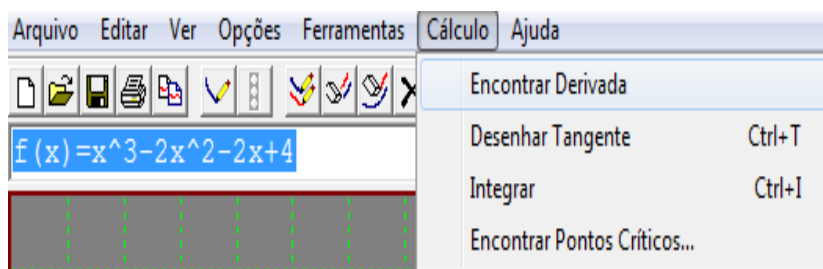 Arquivo Editar Ver Opções Ferramentas Cálculo Ajuda
Encontrar Derivada
f(x)=x^3-2x^2-2x+4
Desenhar Tangente Ctrl+T
Integrar Ctrl+I
Encontrar Pontos Críticos...